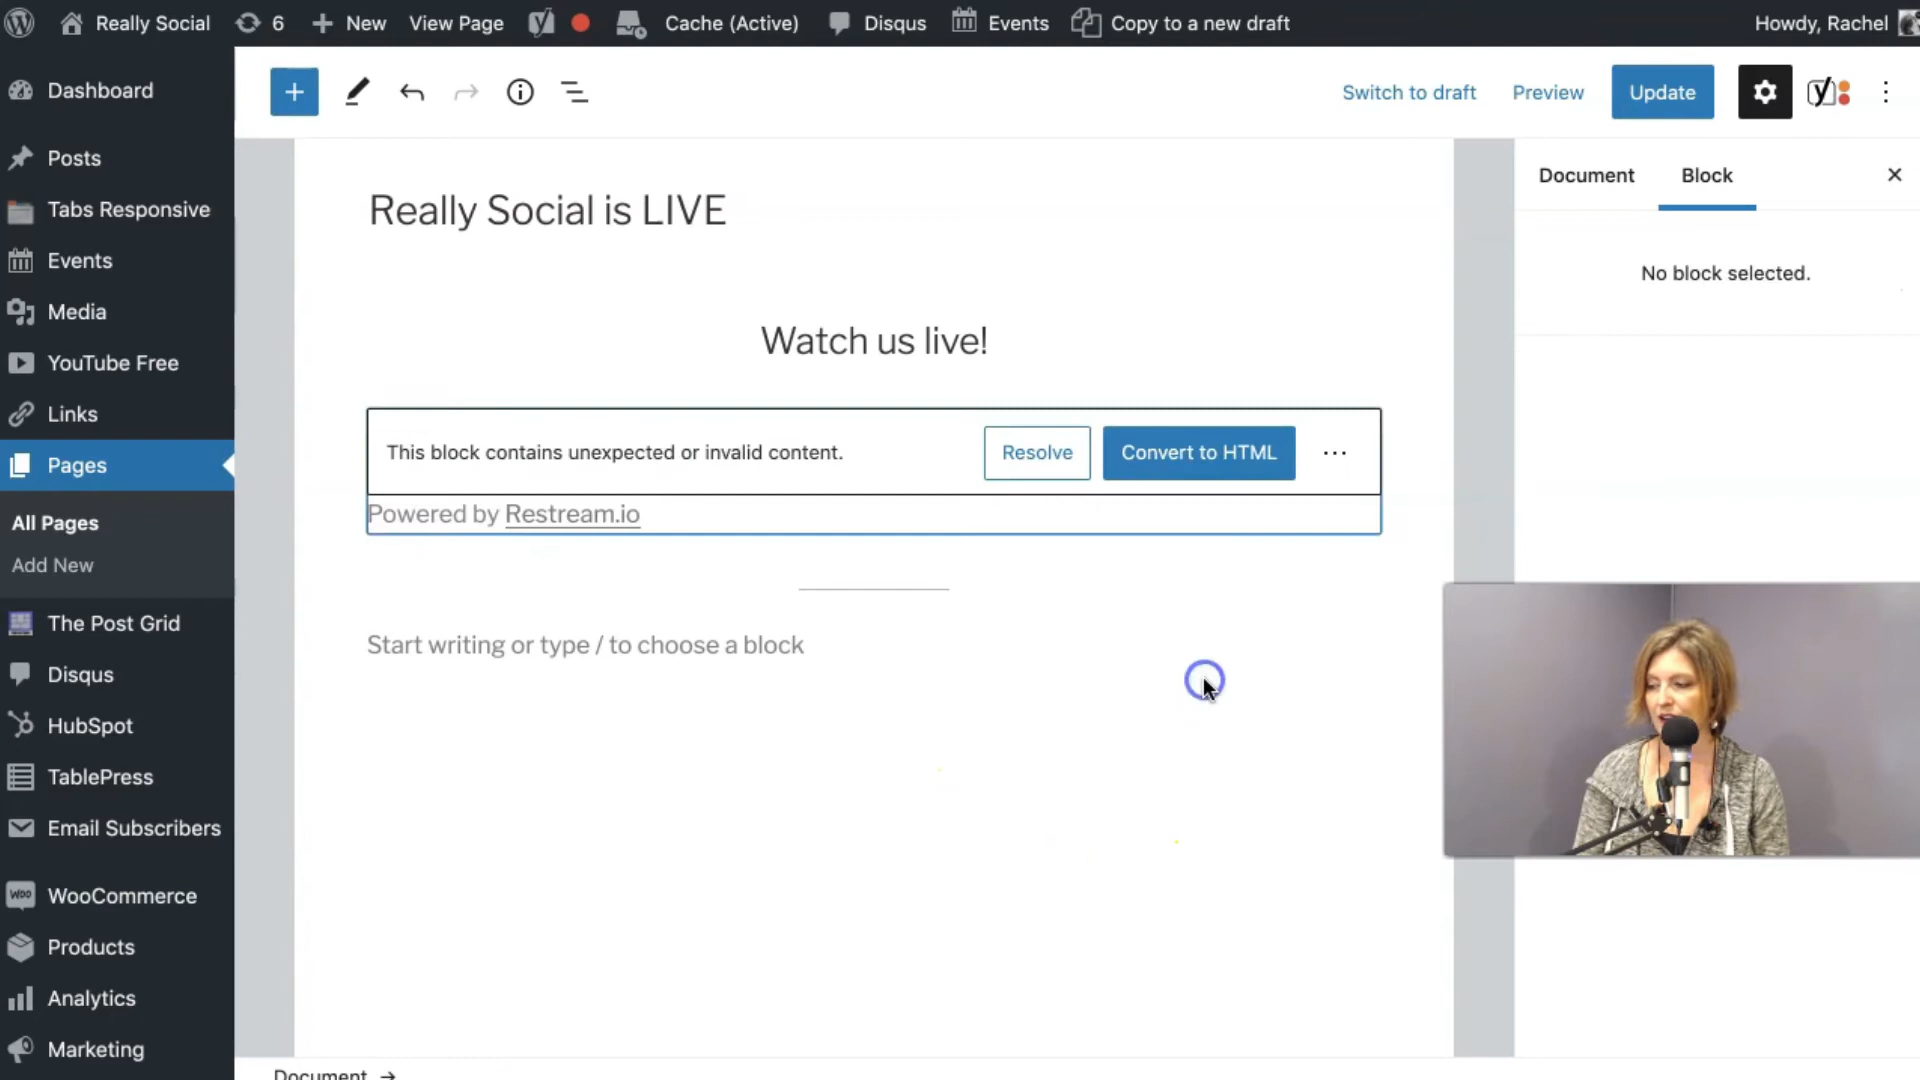 Really Social
6
New
View Page
Cache (Active)
Disqus
Events
Copy to a new draft
Howdy, Rachel
Dashboard
Posts
Tabs Responsive
Events
Media
YouTube Free
Links
Pages
All Pages
Add New
The Post Grid
Disqus
HubSpot
TablePress
Email Subscribers
WooCommerce
Products
Analytics
Marketing
Switch to draft
Preview
Update
Really Social is LIVE
Watch us live!
This block contains unexpected or invalid content.
Resolve
Convert to HTML
Powered by Restream.io
Start writing or type / to choose a block
Document
Block
No block selected.
Document →